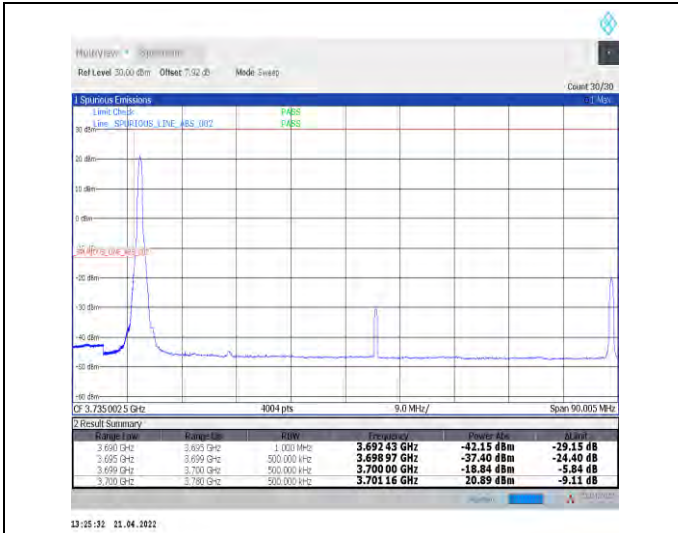 MultiView
Spectrum
Ref Level 30.00 dBm Offset 7.92 dB Mode Sweep
Count 30/30
1 Spurious Emissions
Limit Check PASS
Line _SPURIOUS_LINE_ABS_002 PASS
30 dBm
20 dBm
10 dBm
0 dBm
_SPURIOUS_LINE_ABS_002
-20 dBm
-30 dBm
-40 dBm
-50 dBm
-60 dBm
CF 3.7350025 GHz 4004 pts 9.0 MHz/ Span 90.005 MHz
2 Result Summary
Range Low Range Up RBW Frequency Power Abs ΔLimit
3.690 GHz 3.695 GHz 1.000 MHz 3.692 43 GHz -42.15 dBm -29.15 dB
3.695 GHz 3.699 GHz 500.000 kHz 3.698 97 GHz -37.40 dBm -24.40 dB
3.699 GHz 3.700 GHz 500.000 kHz 3.700 00 GHz -18.84 dBm -5.84 dB
3.700 GHz 3.780 GHz 500.000 kHz 3.701 16 GHz 20.89 dBm -9.11 dB
13:25:32 21.04.2022